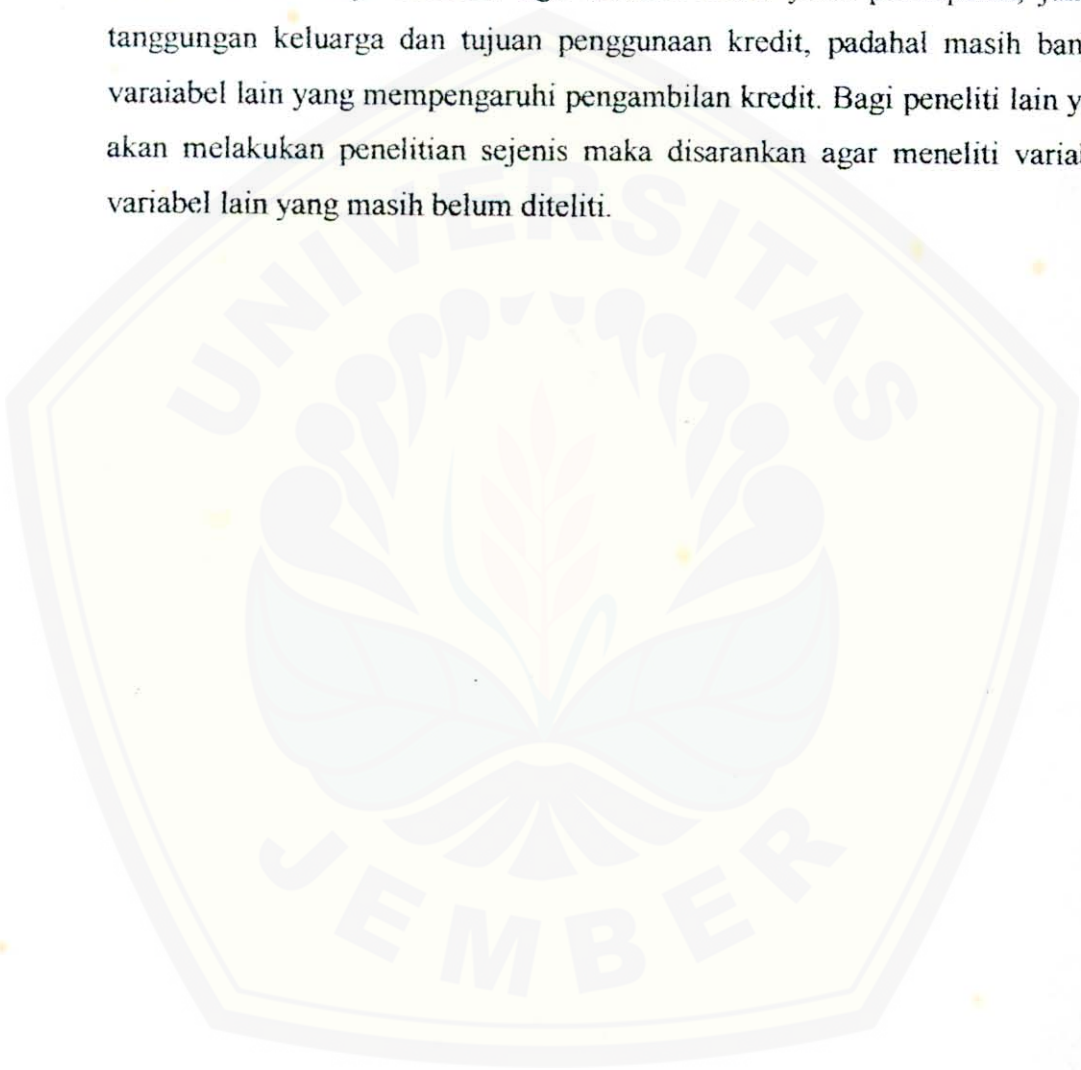 tanggungan keluarga dan tujuan penggunaan kredit, padahal masih ban
varaiabel lain yang mempengaruhi pengambilan kredit. Bagi peneliti lain y
akan melakukan penelitian sejenis maka disarankan agar meneliti varia
variabel lain yang masih belum diteliti.
UNIVERSITAS
JEMBER